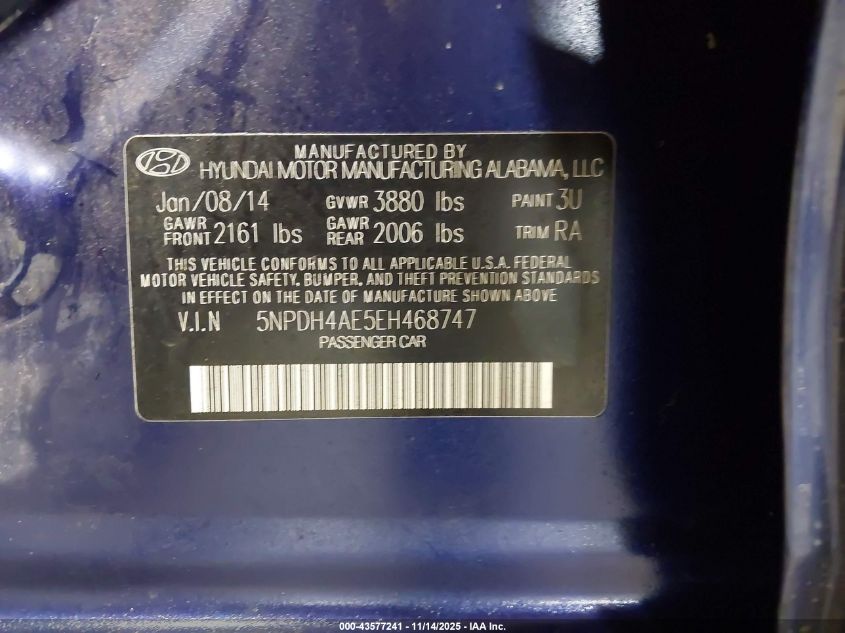 MANUFACTURED BY
HYUNDAI MOTOR MANUFACTURING ALABAMA, LLC
Jan/08/14 GVWR 3880 lbs PAINT 3U
GAWR FRONT 2161 lbs GAWR REAR 2006 lbs TRIM RA
THIS VEHICLE CONFORMS TO ALL APPLICABLE U.S.A. FEDERAL
MOTOR VEHICLE SAFETY, BUMPER, AND THEFT PREVENTION STANDARDS
IN EFFECT ON THE DATE OF MANUFACTURE SHOWN ABOVE
V.I.N 5NPDH4AE5EH468747
PASSENGER CAR
000-43577241 - 11/14/2025 - IAA Inc.